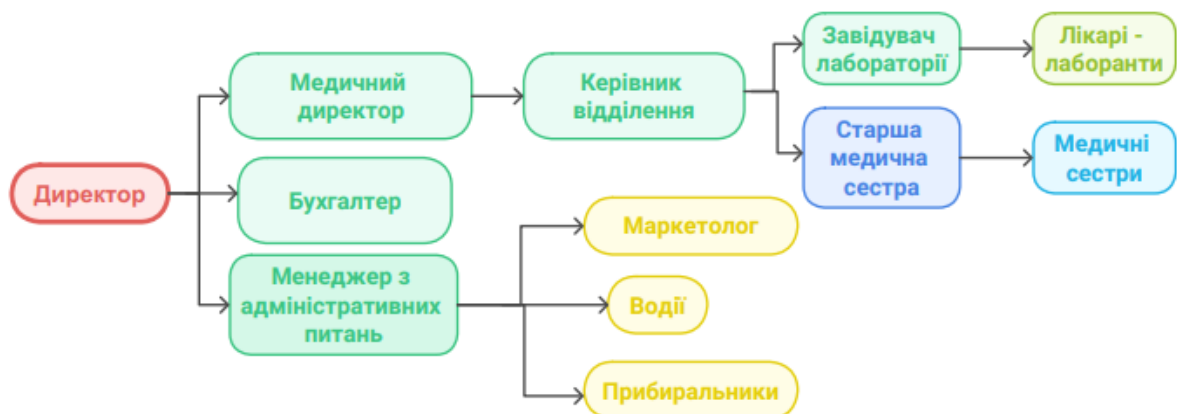 Директор
Медичний
директор
Бухгалтер
Менеджер з
адміністративних
питань
Керівник
відділення
Завідувач
лабораторії
Лікарі -
лаборанти
Старша
медична
сестра
Медичні
сестри
Маркетолог
Водії
Прибиральники